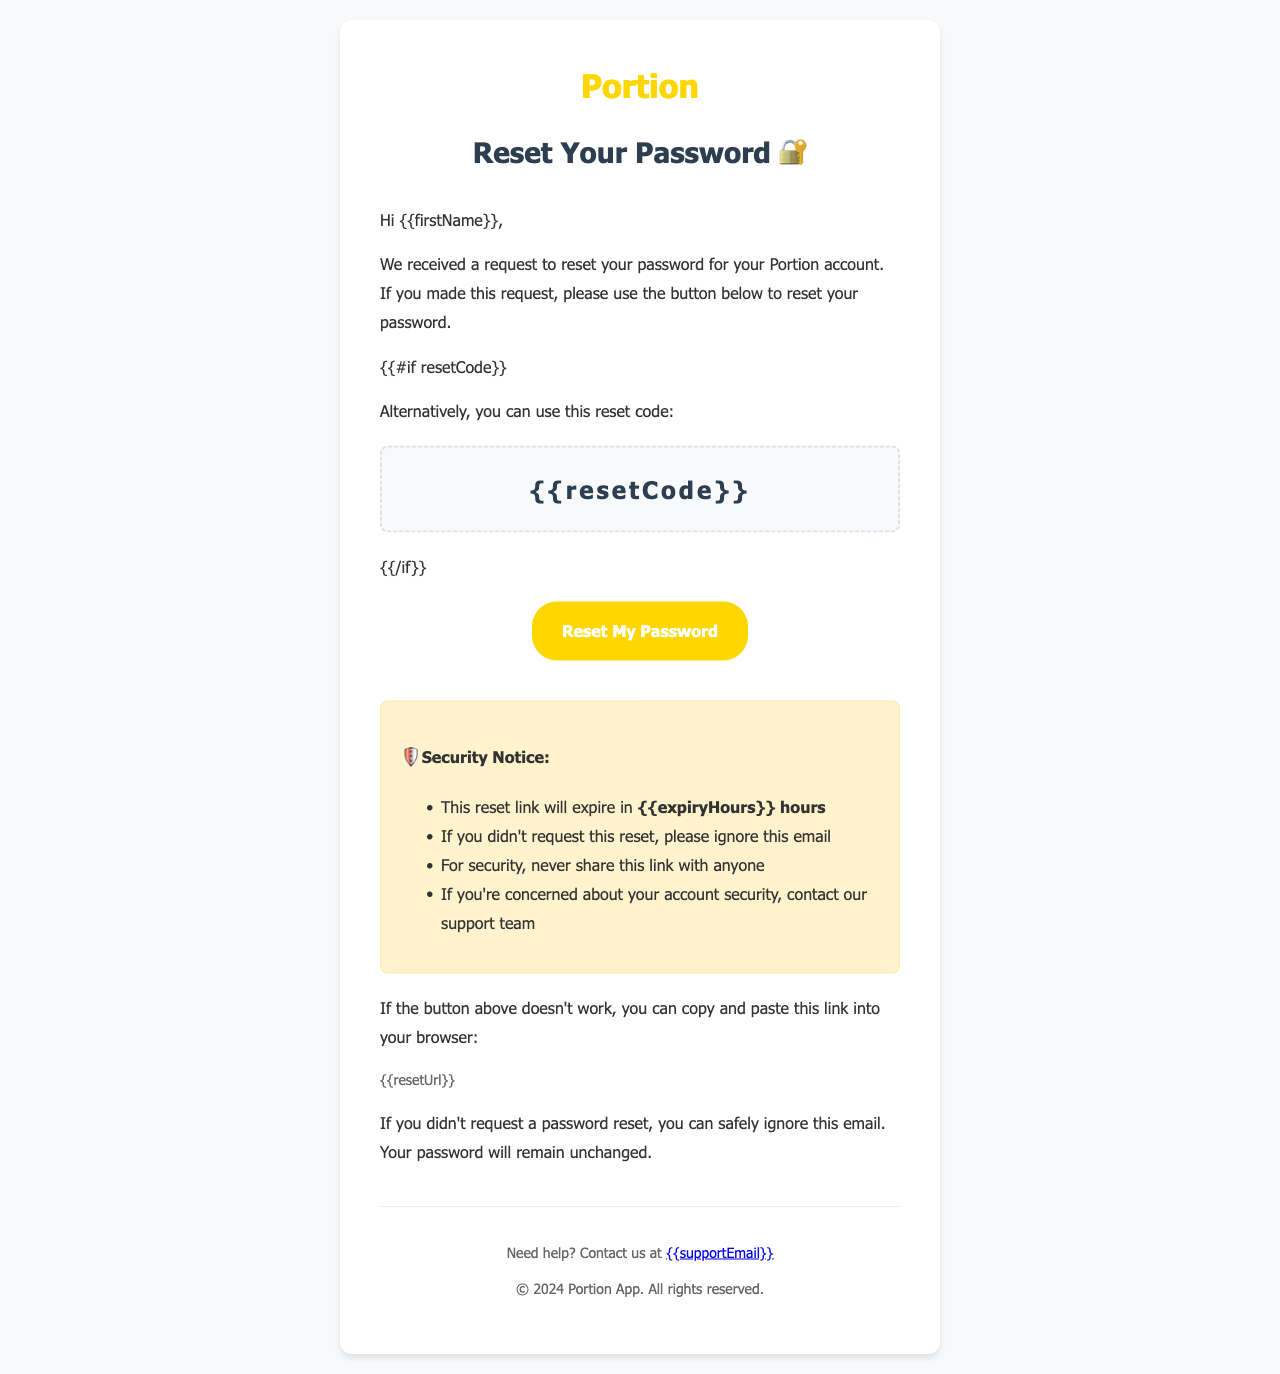 Portion
Reset Your Password 🔐
Hi {{firstName}},
We received a request to reset your password for your Portion account.
If you made this request, please use the button below to reset your
password.
{{#if resetCode}}
Alternatively, you can use this reset code:
{{resetCode}}
{{/if}}
Reset My Password
🛡️Security Notice:
• This reset link will expire in {{expiryHours}} hours
• If you didn't request this reset, please ignore this email
• For security, never share this link with anyone
• If you're concerned about your account security, contact our
support team
If the button above doesn't work, you can copy and paste this link into
your browser:
{{resetUrl}}
If you didn't request a password reset, you can safely ignore this email.
Your password will remain unchanged.
Need help? Contact us at {{supportEmail}}
© 2024 Portion App. All rights reserved.